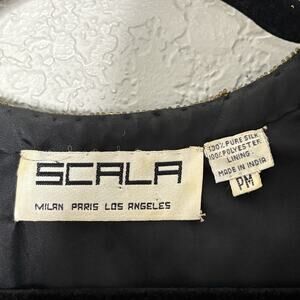 SCALA
MILAN PARIS LOS ANGELES
100% PURE SILK
100% POLYESTER
LINING.
MADE IN INDIA
PM